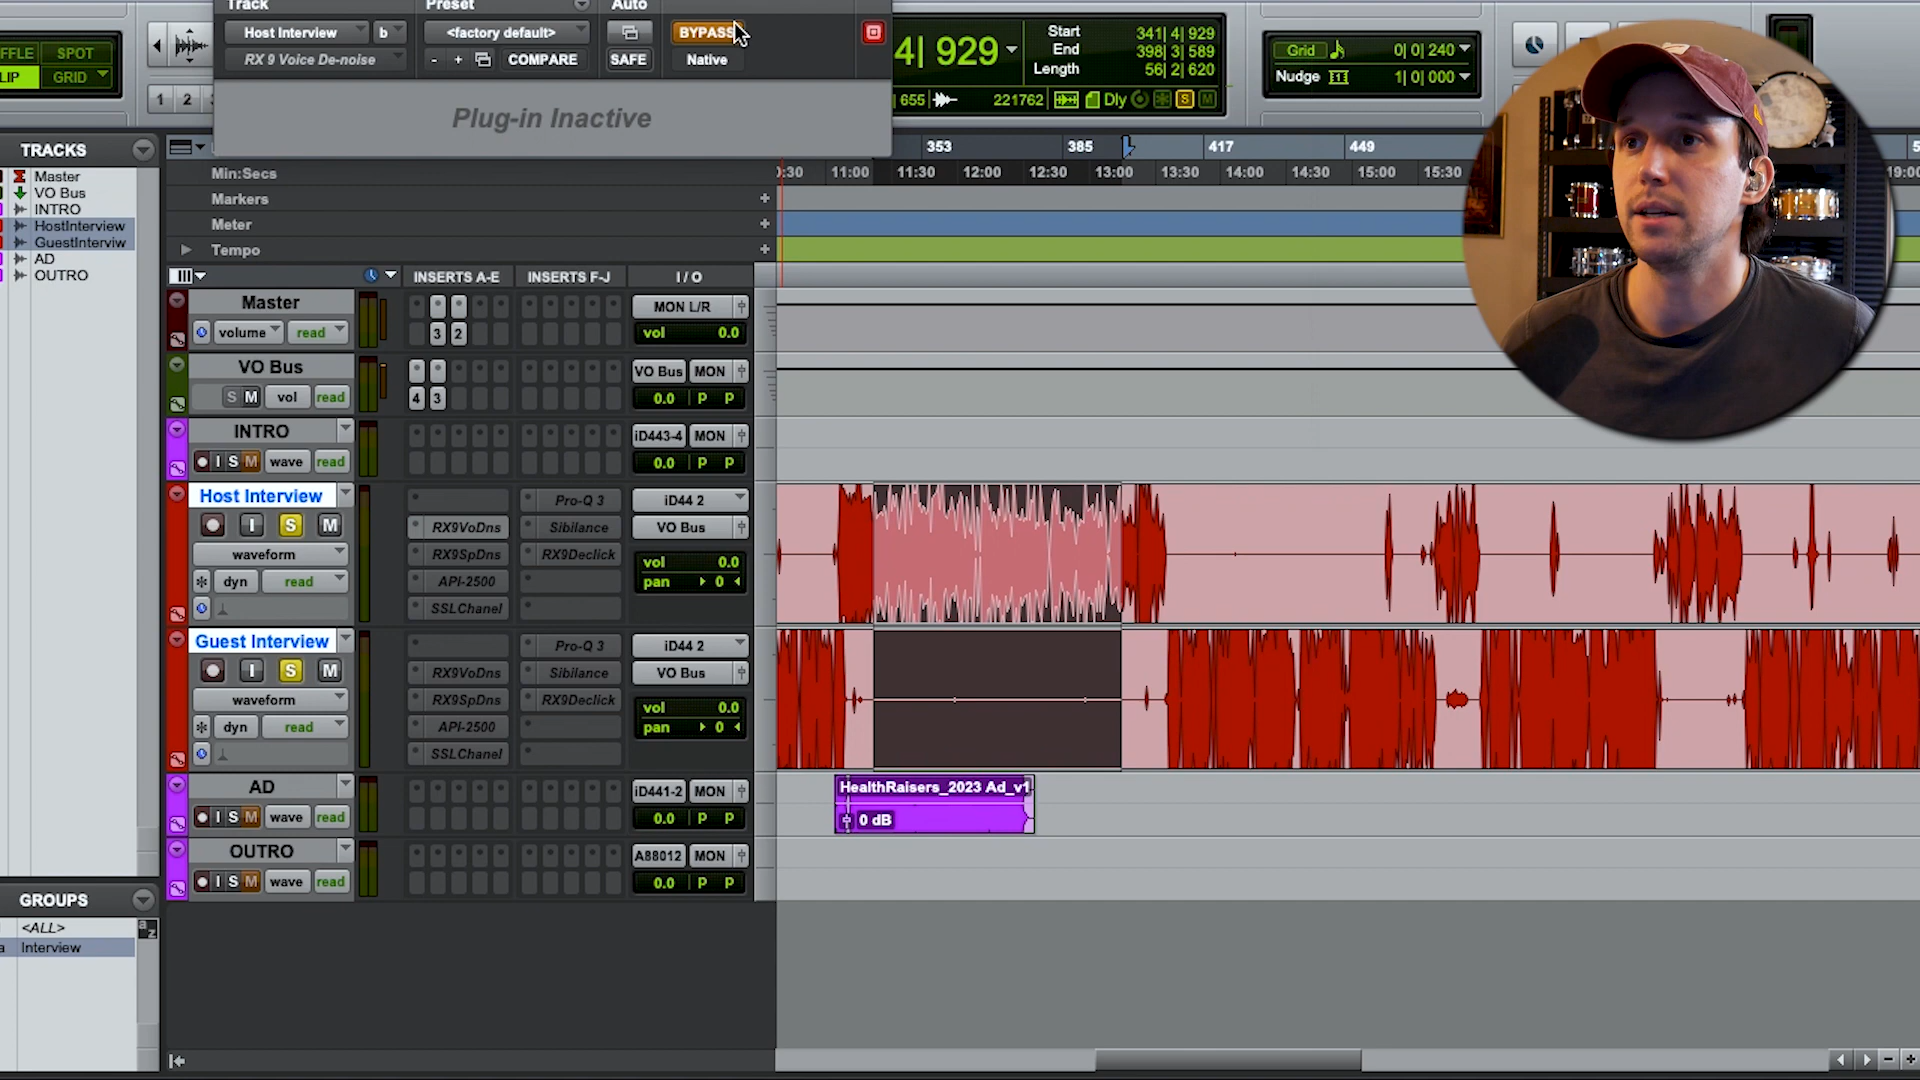 Track
Preset
Auto
Host Interview
b
<factory default>
BYPASS
RX 9 Voice De-noise
- +
COMPARE
SAFE
Native
Plug-in Inactive
SPOT
GRID
1 2
4| 929
Start 341| 4| 929
End 398| 3| 589
Length 56| 2| 620
655
221762
Dly
S
M
Grid 0| 0| 240
Nudge 1| 0| 000
TRACKS
Master
VO Bus
INTRO
HostInterview
GuestInterviw
AD
OUTRO
353 385 417 449
Min:Secs
:30 11:00 11:30 12:00 12:30 13:00 13:30 14:00 14:30 15:00 15:30 19:00
Markers
Meter
Tempo
INSERTS A-E
INSERTS F-J
I / O
Master
volume read
3 2
MON L/R
vol 0.0
VO Bus
S M vol read
4 3
VO Bus MON
0.0 P P
INTRO
I S M wave read
iD443-4 MON
0.0 P P
Host Interview
I S M
waveform
dyn read
RX9VoDns
RX9SpDns
API-2500
SSLChanel
Pro-Q 3
Sibilance
RX9Declick
iD44 2
VO Bus
vol 0.0
pan 0
Guest Interview
I S M
waveform
dyn read
RX9VoDns
RX9SpDns
API-2500
SSLChanel
Pro-Q 3
Sibilance
RX9Declick
iD44 2
VO Bus
vol 0.0
pan 0
AD
I S M wave read
iD441-2 MON
0.0 P P
HealthRaisers_2023 Ad_v1
0 dB
OUTRO
I S M wave read
A88012 MON
0.0 P P
GROUPS
<ALL>
a Interview
a z